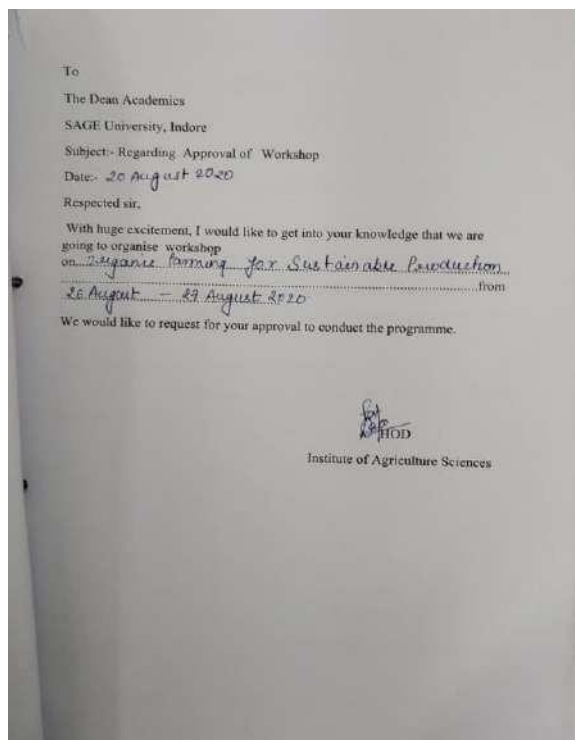 To
The Dean Academics
SAGE University, Indore
Subject:- Regarding Approval of Workshop
Date:- 20 August 2020
Respected sir,
With huge excitement, I would like to get into your knowledge that we are
going to organise workshop
on Organic Farming for Sustainable Production
from
26 August - 29 August 2020
We would like to request for your approval to conduct the programme.
HOD
Institute of Agriculture Sciences